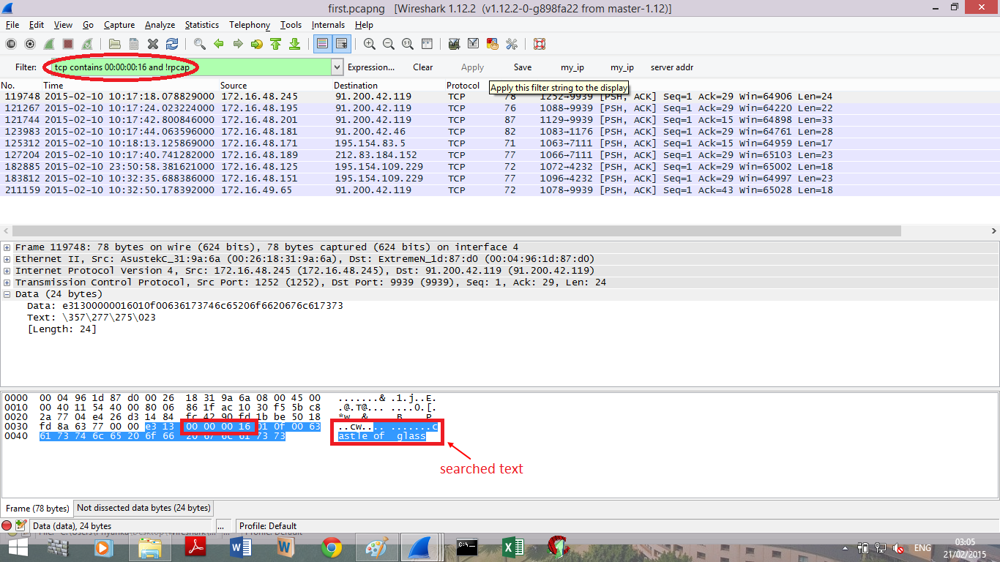 first.pcapng [Wireshark 1.12.2 (v1.12.2-0-g898fa22 from master-1.12)]
File Edit View Go Capture Analyze Statistics Telephony Tools Internals Help
Filter: tcp contains 00:00:00:16 and !rpcap Expression... Clear Apply Save my_ip my_ip server addr
No. Time Source Destination Protocol
Apply this filter string to the display
119748 2015-02-10 10:17:18.078829000 172.16.48.245 91.200.42.119 TCP 78 1252→9939 [PSH, ACK] Seq=1 Ack=29 Win=64906 Len=24
121267 2015-02-10 10:17:24.023224000 172.16.48.195 91.200.42.119 TCP 76 1088→9939 [PSH, ACK] Seq=1 Ack=29 Win=64220 Len=22
121744 2015-02-10 10:17:42.800846000 172.16.48.201 91.200.42.119 TCP 87 1129→9939 [PSH, ACK] Seq=1 Ack=15 Win=64898 Len=33
123983 2015-02-10 10:17:44.063596000 172.16.48.181 91.200.42.46 TCP 82 1083→1176 [PSH, ACK] Seq=1 Ack=29 Win=64761 Len=28
125312 2015-02-10 10:18:13.125869000 172.16.48.171 195.154.83.5 TCP 71 1063→7111 [PSH, ACK] Seq=1 Ack=15 Win=64959 Len=17
127204 2015-02-10 10:17:40.741282000 172.16.48.189 212.83.184.152 TCP 77 1066→7111 [PSH, ACK] Seq=1 Ack=29 Win=65103 Len=23
182885 2015-02-10 23:50:58.381621000 172.16.48.125 195.154.109.229 TCP 72 1072→4232 [PSH, ACK] Seq=1 Ack=29 Win=65002 Len=18
183812 2015-02-10 10:32:35.688386000 172.16.48.151 195.154.109.229 TCP 77 1096→4232 [PSH, ACK] Seq=1 Ack=29 Win=64997 Len=23
211159 2015-02-10 10:32:50.178392000 172.16.49.65 91.200.42.119 TCP 72 1078→9939 [PSH, ACK] Seq=1 Ack=43 Win=65028 Len=18
Frame 119748: 78 bytes on wire (624 bits), 78 bytes captured (624 bits) on interface 4
Ethernet II, Src: AsustekC_31:9a:6a (00:26:18:31:9a:6a), Dst: ExtremeN_1d:87:d0 (00:04:96:1d:87:d0)
Internet Protocol Version 4, Src: 172.16.48.245 (172.16.48.245), Dst: 91.200.42.119 (91.200.42.119)
Transmission Control Protocol, Src Port: 1252 (1252), Dst Port: 9939 (9939), Seq: 1, Ack: 29, Len: 24
Data (24 bytes)
Data: e31300000016010f00636173746c65206f6620676c617373
Text: \357\277\275\023
[Length: 24]
0000 00 04 96 1d 87 d0 00 26 18 31 9a 6a 08 00 45 00 .......& .1.j..E.
0010 00 40 11 54 40 00 80 06 86 1f ac 10 30 f5 5b c8 .@.T@... ....0.[.
0020 2a 77 04 e4 26 d3 14 84 fc 42 90 fd 1b be 50 18 *w..&... .B....P.
0030 fd 8a 63 77 00 00 e3 13 00 00 00 16 01 0f 00 63 ..cw.... .......c
0040 61 73 74 6c 65 20 6f 66 20 67 6c 61 73 73 astle of glass
searched text
Frame (78 bytes) Not dissected data bytes (24 bytes)
Data (data), 24 bytes ... Profile: Default
ENG
03:05
21/02/2015